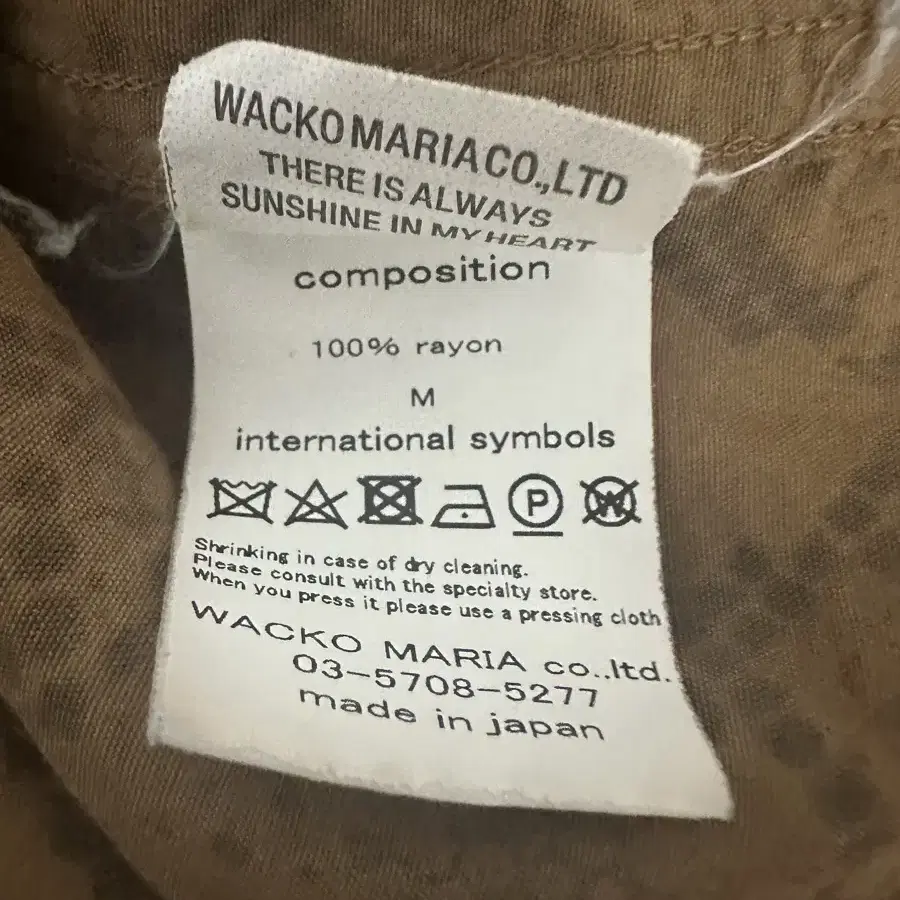 WACKO MARIA CO.,LTD
THERE IS ALWAYS
SUNSHINE IN MY HEART
composition
100% rayon
M
international symbols
P W
Shrinking in case of dry cleaning.
Please consult with the specialty store.
When you press it please use a pressing cloth
WACKO MARIA co.,ltd.
03-5708-5277
made in japan